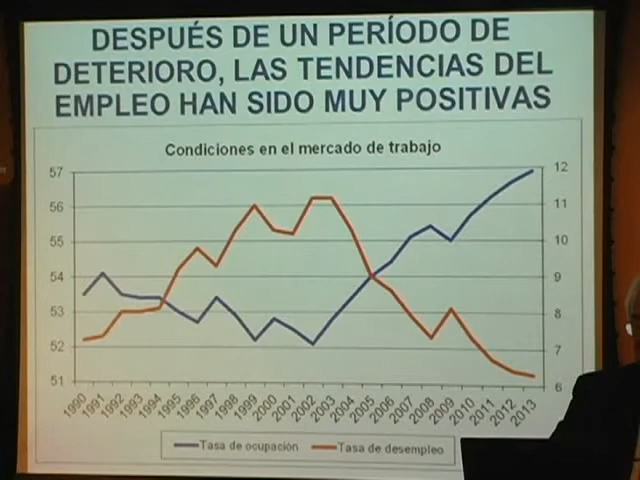 DESPUÉS DE UN PERÍODO DE
DETERIORO, LAS TENDENCIAS DEL
EMPLEO HAN SIDO MUY POSITIVAS
Condiciones en el mercado de trabajo
57
56
55
54
53
52
51
12
11
10
9
8
7
6
1990 1991 1992 1993 1994 1995 1996 1997 1998 1999 2000 2001 2002 2003 2004 2005 2006 2007 2008 2009 2010 2011 2012 2013
Tasa de ocupación Tasa de desempleo